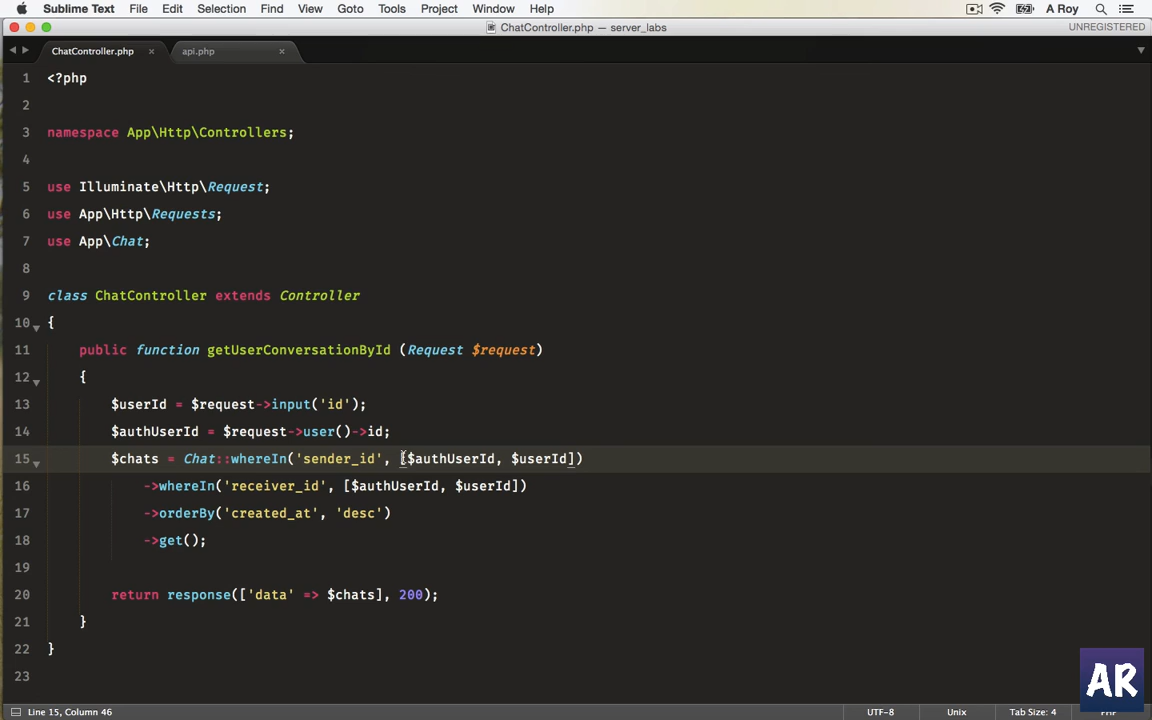 Sublime Text File Edit Selection Find View Goto Tools Project Window Help A Roy
ChatController.php — server_labs UNREGISTERED
ChatController.php × api.php ×
1 <?php
2
3 namespace App\Http\Controllers;
4
5 use Illuminate\Http\Request;
6 use App\Http\Requests;
7 use App\Chat;
8
9 class ChatController extends Controller
10 {
11 public function getUserConversationById (Request $request)
12 {
13 $userId = $request->input('id');
14 $authUserId = $request->user()->id;
15 $chats = Chat::whereIn('sender_id', [$authUserId, $userId])
16 ->whereIn('receiver_id', [$authUserId, $userId])
17 ->orderBy('created_at', 'desc')
18 ->get();
19
20 return response(['data' => $chats], 200);
21 }
22 }
23
AR
Line 15, Column 46 UTF-8 Unix Tab Size: 4 PHP